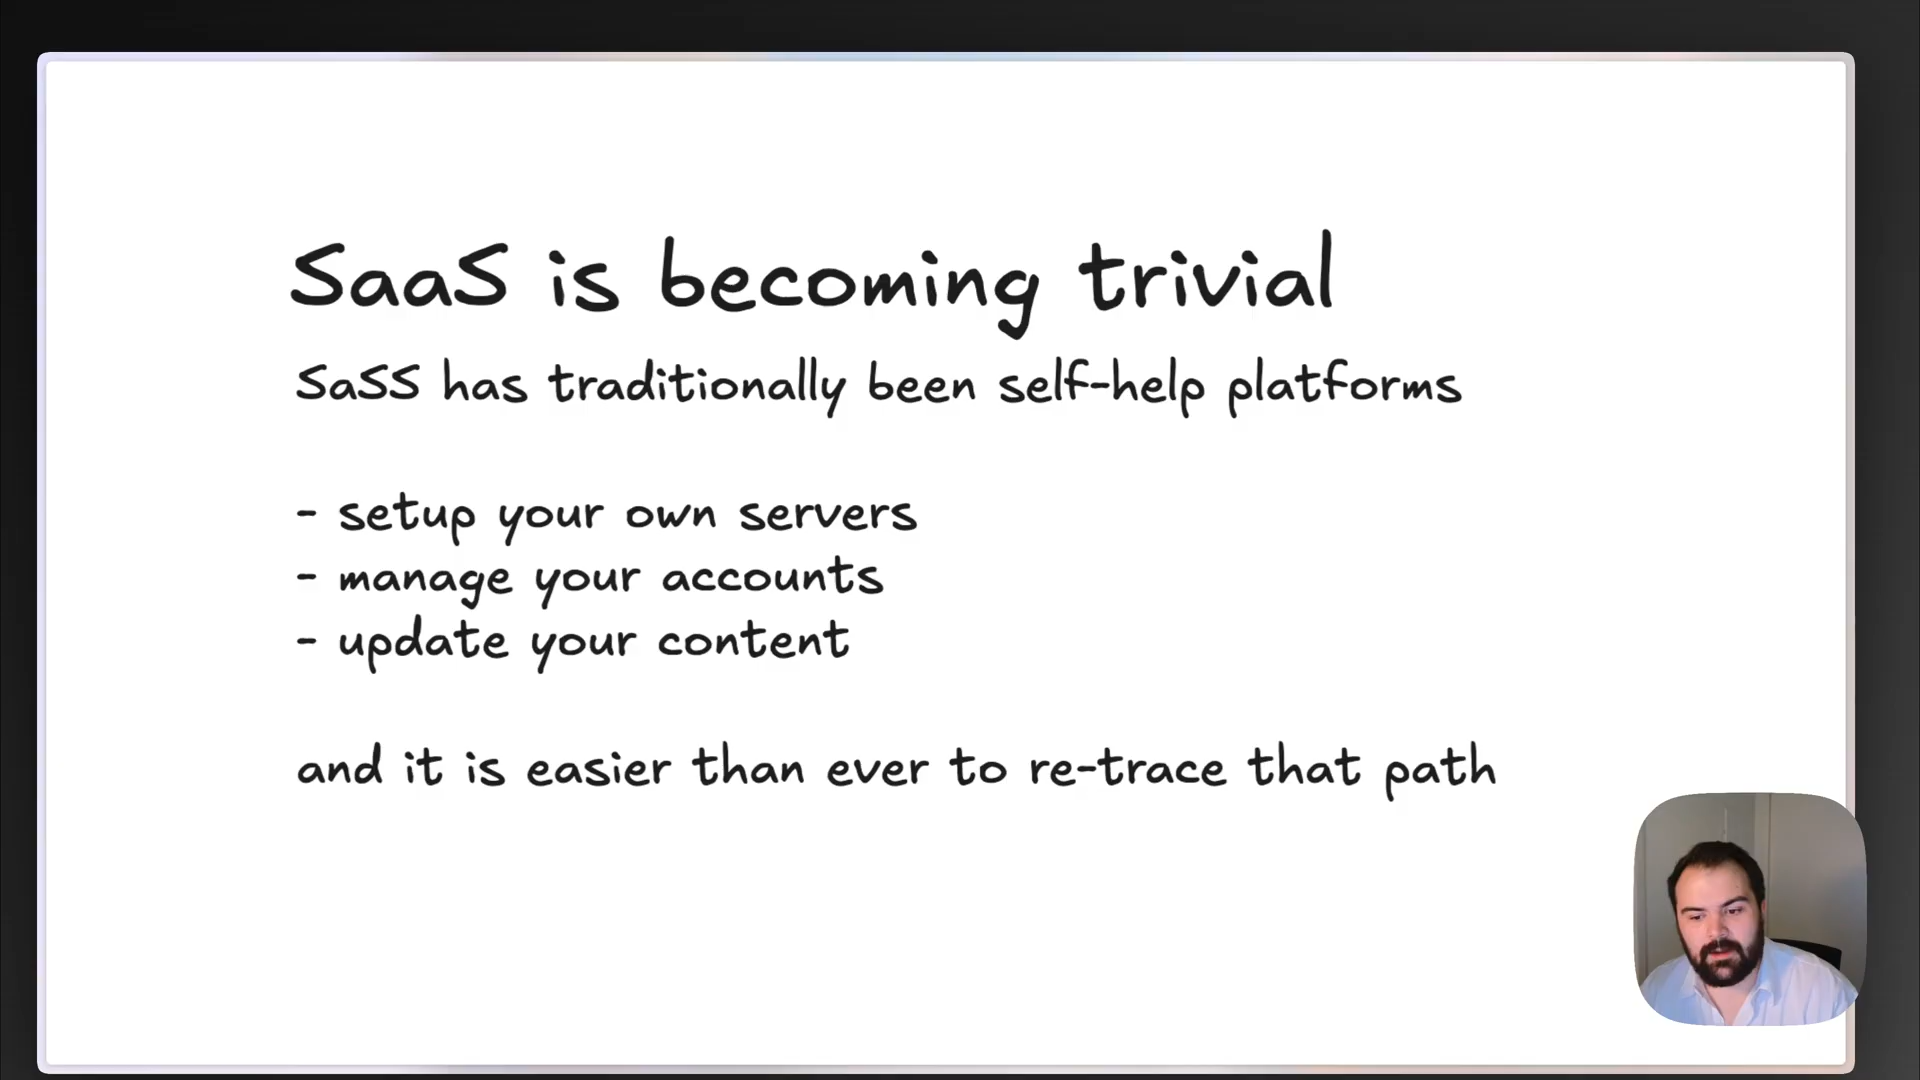 SaaS is becoming trivial
SaSS has traditionally been self-help platforms
- setup your own servers
- manage your accounts
- update your content
and it is easier than ever to re-trace that path